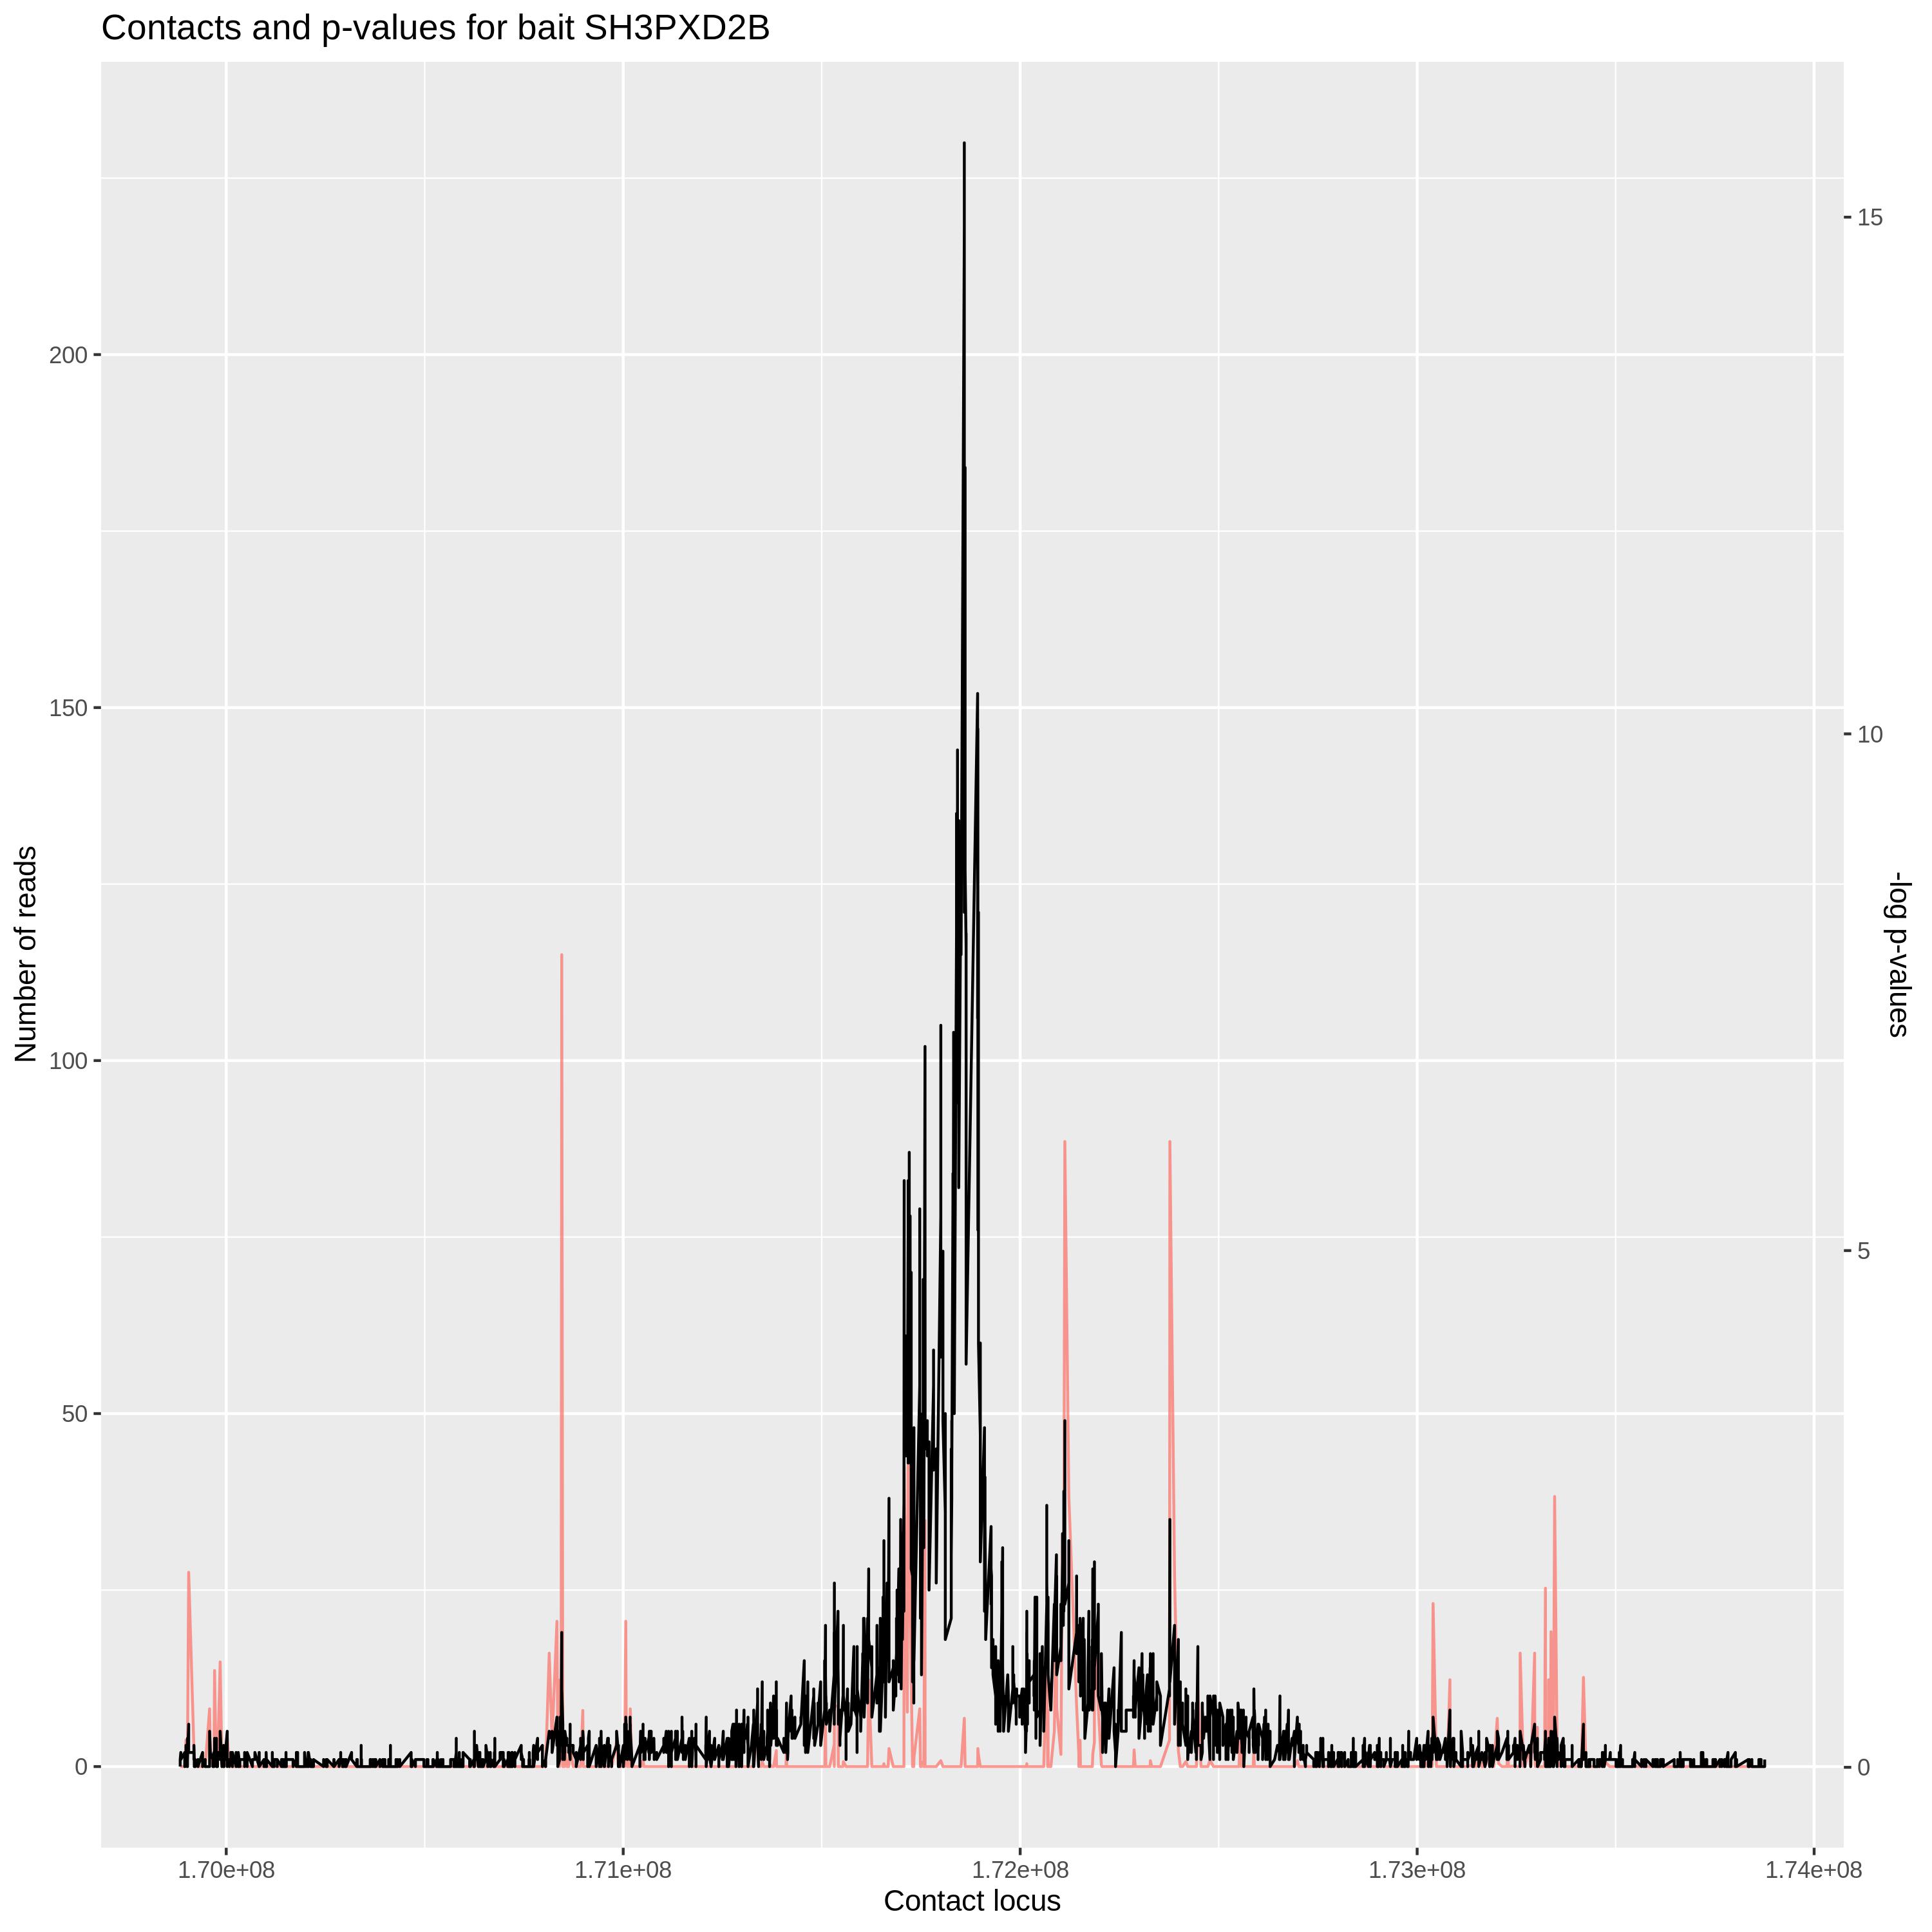 Contacts and p-values for bait SH3PXD2B
Number of reads
200
150
100
50
0
15
10
5
0
-log p-values
1.70e+08
1.71e+08
1.72e+08
1.73e+08
1.74e+08
Contact locus